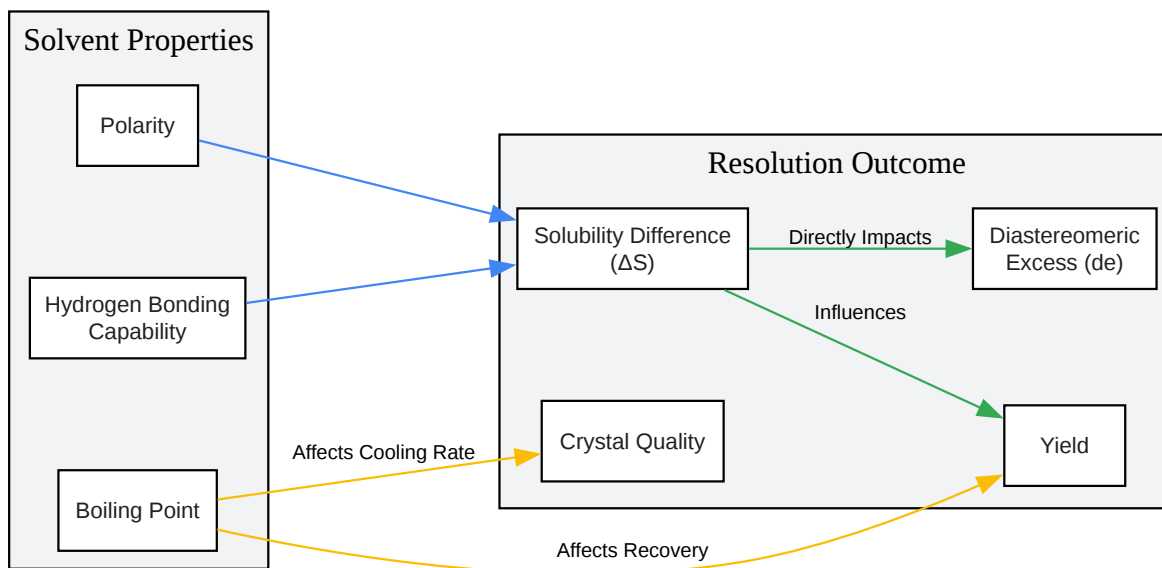 Solvent Properties
Polarity
Hydrogen Bonding
Capability
Boiling Point
Resolution Outcome
Solubility Difference
(ΔS)
Directly Impacts
Diastereomeric
Excess (de)
Influences
Affects Cooling Rate
Crystal Quality
Yield
Affects Recovery